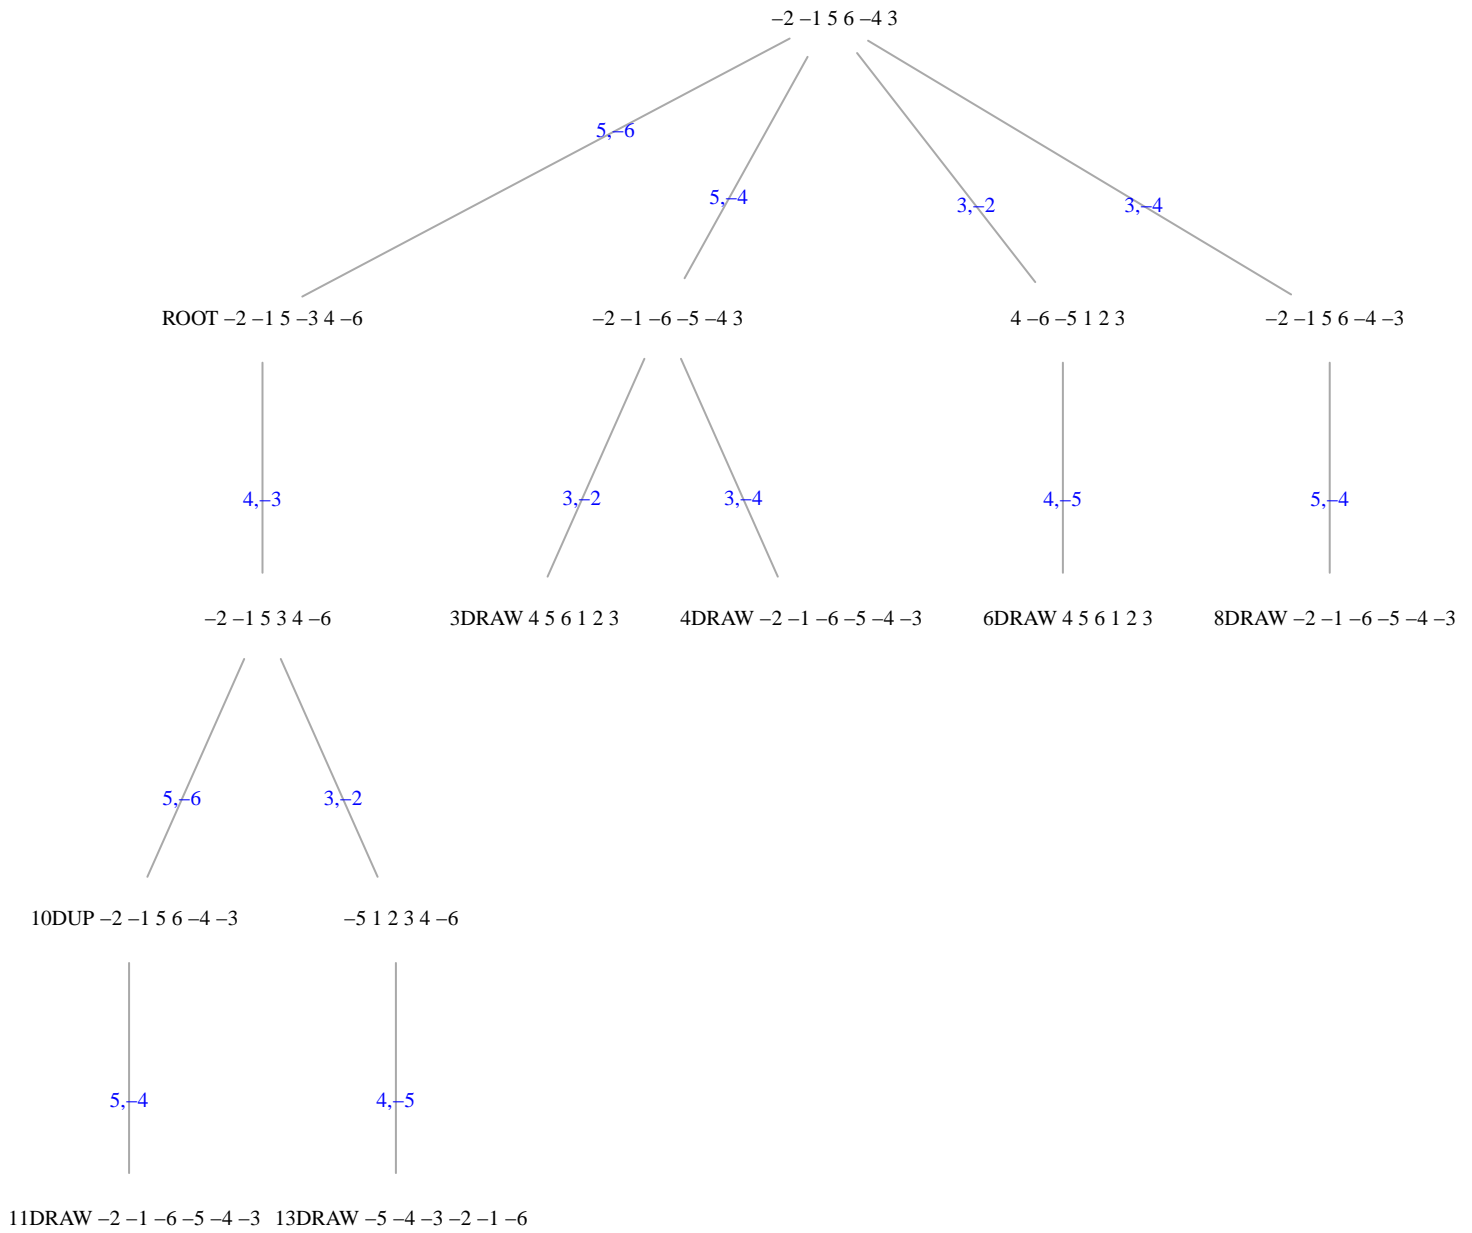 –2 –1 5 6 –4 3
5,–6
5,–4
3,–2
3,–4
ROOT –2 –1 5 –3 4 –6
–2 –1 –6 –5 –4 3
4 –6 –5 1 2 3
–2 –1 5 6 –4 –3
4,–3
3,–2
3,–4
4,–5
5,–4
–2 –1 5 3 4 –6
3DRAW 4 5 6 1 2 3
4DRAW –2 –1 –6 –5 –4 –3
6DRAW 4 5 6 1 2 3
8DRAW –2 –1 –6 –5 –4 –3
5,–6
3,–2
10DUP –2 –1 5 6 –4 –3
–5 1 2 3 4 –6
5,–4
4,–5
11DRAW –2 –1 –6 –5 –4 –3
13DRAW –5 –4 –3 –2 –1 –6